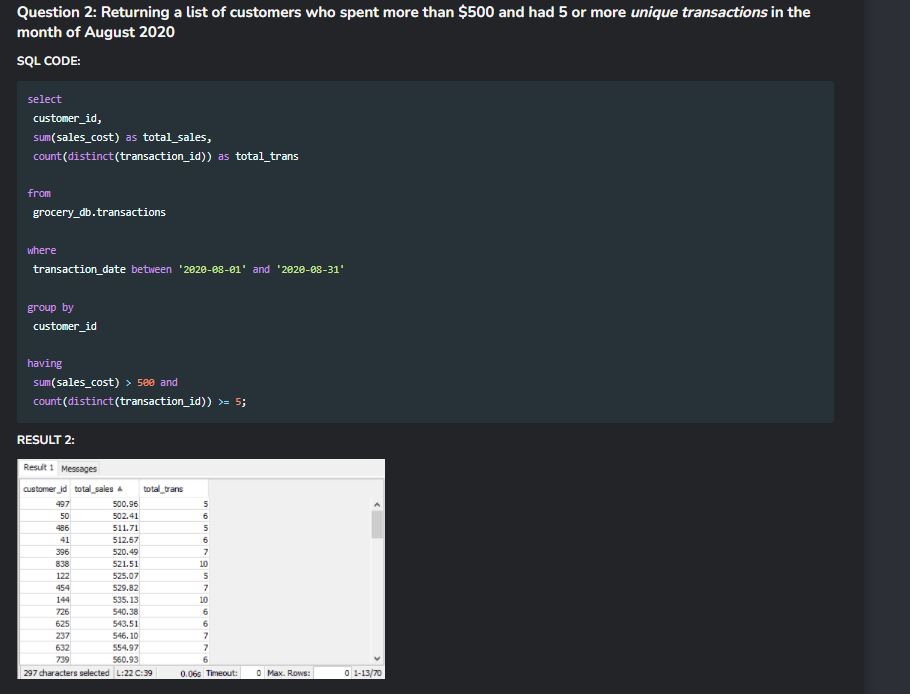 Question 2: Returning a list of customers who spent more than $500 and had 5 or more unique transactions in the
month of August 2020
SQL CODE:
select
customer_id,
sum(sales_cost) as total_sales,
count(distinct(transaction_id)) as total_trans
from
grocery_db.transactions
where
transaction_date between '2020-08-01' and '2020-08-31'
group by
customer_id
having
sum(sales_cost) > 500 and
count(distinct(transaction_id)) >= 5;
RESULT 2:
Result 1 Messages
customer_id total_sales total_trans
497 500.96 5
50 502.41 6
486 511.71 5
41 512.67 6
396 520.49 7
838 521.51 10
122 525.07 5
454 529.82 7
144 535.13 10
726 540.38 6
625 543.51 6
237 546.10 7
632 554.97 7
739 560.93 6
297 characters selected L:22 C:39 0.06s Timeout: 0 Max. Rows: 0 1-13/70